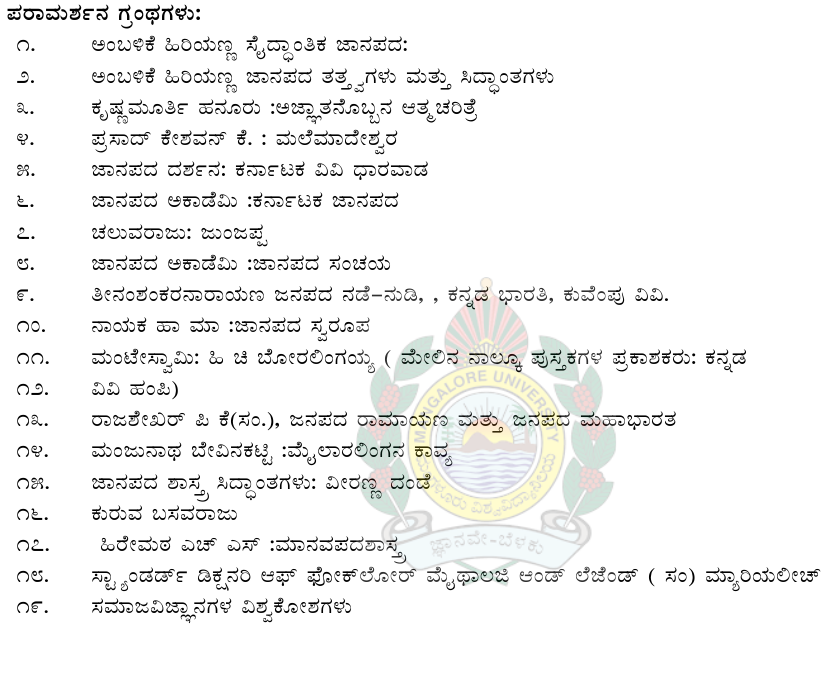 ಪರಾಮರ್ಶನ ಗ್ರಂಥಗಳು:
೧. ಅಂಬಳಿಕೆ ಹಿರಿಯಣ್ಣ ಸೈದ್ಧಾಂತಿಕ ಜಾನಪದ:
೨. ಅಂಬಳಿಕೆ ಹಿರಿಯಣ್ಣ ಜಾನಪದ ತತ್ತ್ವಗಳು ಮತ್ತು ಸಿದ್ಧಾಂತಗಳು
೩. ಕೃಷ್ಣಮೂರ್ತಿ ಹನೂರು :ಅಜ್ಞಾತನೊಬ್ಬನ ಆತ್ಮಚರಿತ್ರೆ
೪. ಪ್ರಸಾದ್ ಕೇಶವನ್ ಕೆ. : ಮಲೆಮಾದೇಶ್ವರ
೫. ಜಾನಪದ ದರ್ಶನ: ಕರ್ನಾಟಕ ವಿವಿ ಧಾರವಾಡ
೬. ಜಾನಪದ ಅಕಾಡೆಮಿ :ಕರ್ನಾಟಕ ಜಾನಪದ
೭. ಚಲುವರಾಜು: ಜುಂಜಪ್ಪ
೮. ಜಾನಪದ ಅಕಾಡೆಮಿ :ಜಾನಪದ ಸಂಚಯ
೯. ತೀನಂಶಂಕರನಾರಾಯಣ ಜನಪದ ನಡೆ-ನುಡಿ, , ಕನ್ನಡ ಭಾರತಿ, ಕುವೆಂಪು ವಿವಿ.
೧೦. ನಾಯಕ ಹಾ ಮಾ :ಜಾನಪದ ಸ್ವರೂಪ
೧೧. ಮಂಟೇಸ್ವಾಮಿ: ಹಿ ಚಿ ಬೋರಲಿಂಗಯ್ಯ ( ಮೇಲಿನ ನಾಲ್ಕೂ ಪುಸ್ತಕಗಳ ಪ್ರಕಾಶಕರು: ಕನ್ನಡ
೧೨. ವಿವಿ ಹಂಪಿ)
೧೩. ರಾಜಶೇಖರ್ ಪಿ ಕೆ(ಸಂ.), ಜನಪದ ರಾಮಾಯಣ ಮತ್ತು ಜನಪದ ಮಹಾಭಾರತ
೧೪. ಮಂಜುನಾಥ ಬೇವಿನಕಟ್ಟಿ :ಮೈಲಾರಲಿಂಗನ ಕಾವ್ಯ
೧೫. ಜಾನಪದ ಶಾಸ್ತ್ರ ಸಿದ್ಧಾಂತಗಳು: ವೀರಣ್ಣ ದಂಡೆ
೧೬. ಕುರುವ ಬಸವರಾಜು
೧೭. ಹಿರೇಮಠ ಎಚ್ ಎಸ್ :ಮಾನವಪದಶಾಸ್ತ್ರ
೧೮. ಸ್ಟ್ಯಾಂಡರ್ಡ್ ಡಿಕ್ಷನರಿ ಆಫ್ ಫೋಕ್‌ಲೋರ್ ಮೈಥಾಲಜಿ ಆಂಡ್ ಲೆಜೆಂಡ್ ( ಸಂ) ಮ್ಯಾರಿಯಲೀಚ್
೧೯. ಸಮಾಜವಿಜ್ಞಾನಗಳ ವಿಶ್ವಕೋಶಗಳು
MANGALORE UNIVERSITY
ಮಂಗಳೂರು ವಿಶ್ವವಿದ್ಯಾನಿಲಯ
ಜ್ಞಾನವೇ-ಬೆಳಕು